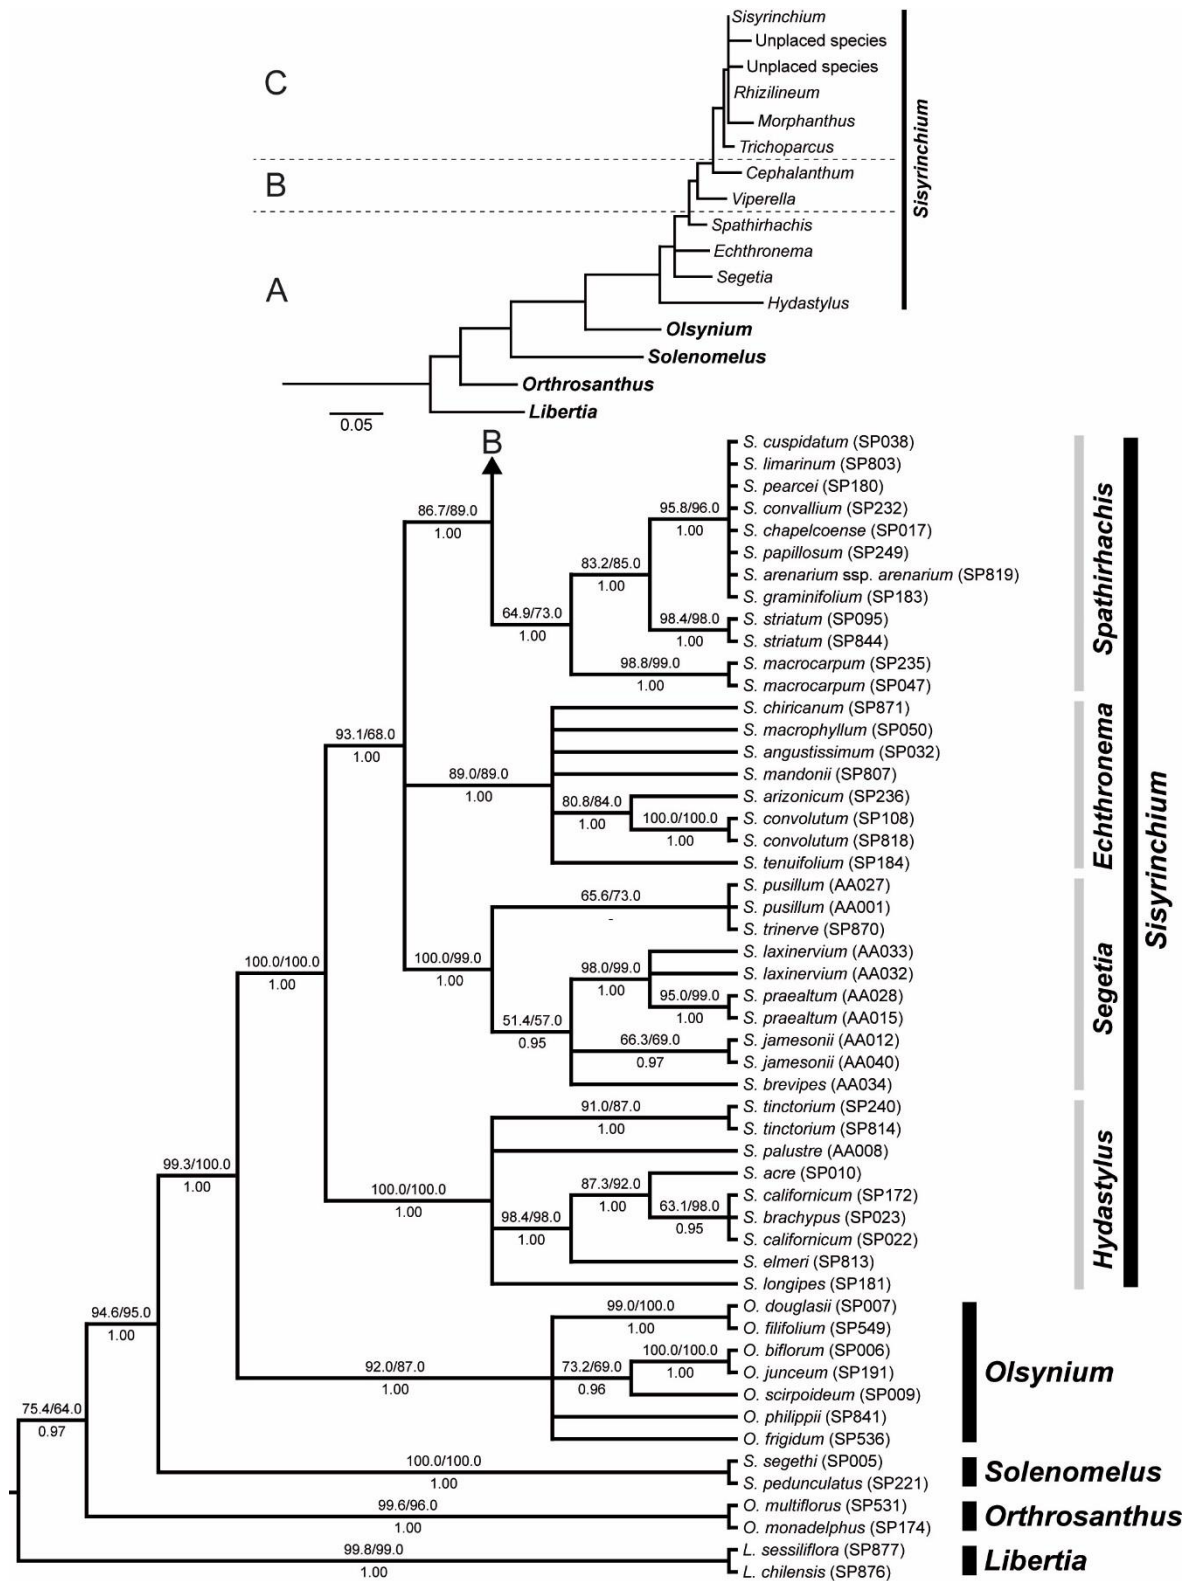 Sisyrinchium
Unplaced species
Unplaced species
C
Rhizilineum
Morphanthus
Trichoparcus
Cephalanthum
B
Viperella
Sisyrinchium
Spathirhachis
Echthronema
A
Segetia
Hydastylus
Olsynium
Solenomelus
Orthrosanthus
0.05
Libertia
B
S. cuspidatum (SP038)
S. limarinum (SP803)
S. pearcei (SP180)
86.7/89.0
1.00
95.8/96.0
1.00
S. convallium (SP232)
S. chapelcoense (SP017)
S. papillosum (SP249)
83.2/85.0
1.00
S. arenarium ssp. arenarium (SP819)
S. graminifolium (SP183)
64.9/73.0
1.00
98.4/98.0
1.00
S. striatum (SP095)
S. striatum (SP844)
98.8/99.0
1.00
S. macrocarpum (SP235)
S. macrocarpum (SP047)
Spathirhachis
S. chiricanum (SP871)
S. macrophyllum (SP050)
93.1/68.0
1.00
S. angustissimum (SP032)
89.0/89.0
1.00
S. mandonii (SP807)
80.8/84.0
1.00
S. arizonicum (SP236)
100.0/100.0
1.00
S. convolutum (SP108)
S. convolutum (SP818)
S. tenuifolium (SP184)
Echthronema
Sisyrinchium
65.6/73.0
-
S. pusillum (AA027)
S. pusillum (AA001)
S. trinerve (SP870)
100.0/100.0
1.00
100.0/99.0
1.00
98.0/99.0
1.00
S. laxinervium (AA033)
S. laxinervium (AA032)
95.0/99.0
1.00
S. praealtum (AA028)
S. praealtum (AA015)
51.4/57.0
0.95
66.3/69.0
0.97
S. jamesonii (AA012)
S. jamesonii (AA040)
S. brevipes (AA034)
Segetia
91.0/87.0
1.00
S. tinctorium (SP240)
S. tinctorium (SP814)
S. palustre (AA008)
99.3/100.0
1.00
100.0/100.0
1.00
87.3/92.0
1.00
S. acre (SP010)
63.1/98.0
0.95
S. californicum (SP172)
S. brachypus (SP023)
S. californicum (SP022)
98.4/98.0
1.00
S. elmeri (SP813)
S. longipes (SP181)
Hydastylus
94.6/95.0
1.00
99.0/100.0
1.00
O. douglasii (SP007)
O. filifolium (SP549)
92.0/87.0
1.00
73.2/69.0
0.96
100.0/100.0
1.00
O. biflorum (SP006)
O. junceum (SP191)
O. scirpoideum (SP009)
O. philippii (SP841)
O. frigidum (SP536)
Olsynium
75.4/64.0
0.97
100.0/100.0
1.00
S. segethi (SP005)
S. pedunculatus (SP221)
Solenomelus
99.6/96.0
1.00
O. multiflorus (SP531)
O. monadelphus (SP174)
Orthrosanthus
99.8/99.0
1.00
L. sessiliflora (SP877)
L. chilensis (SP876)
Libertia